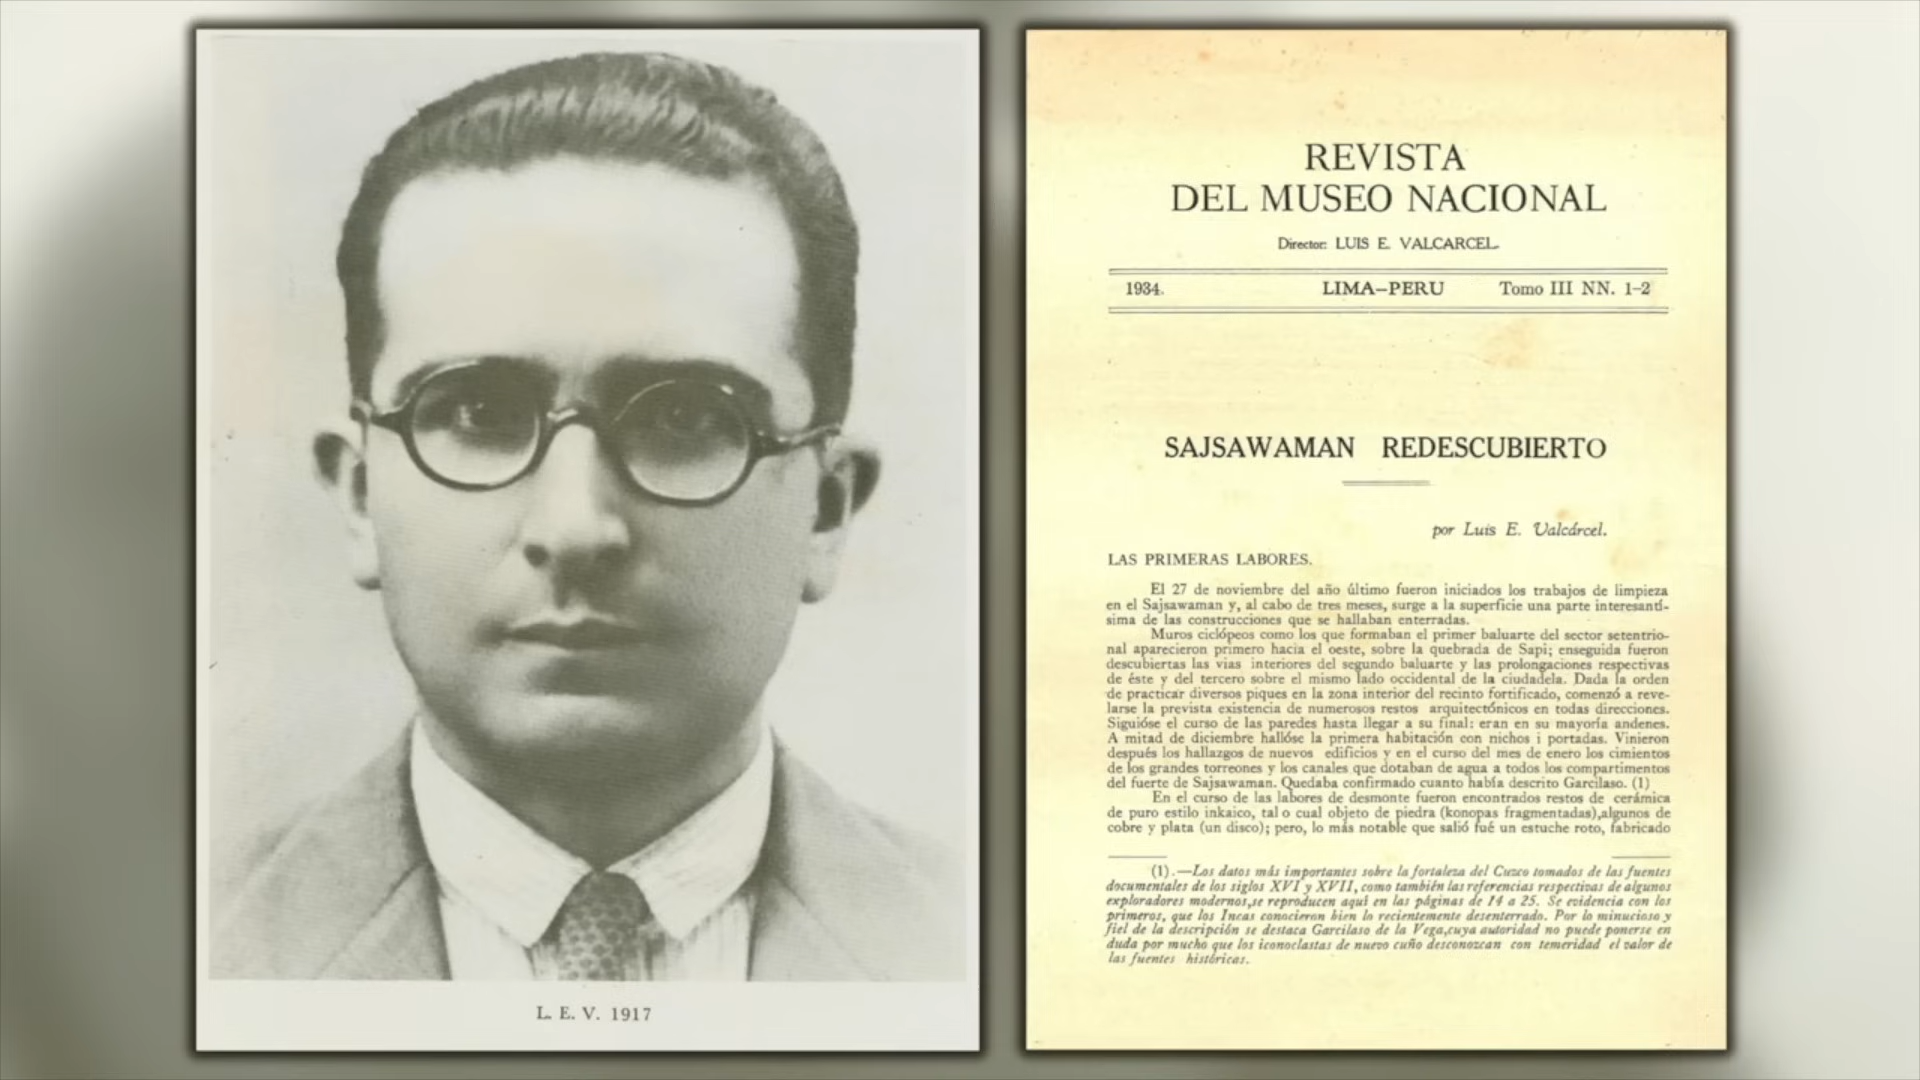 L. E. V. 1917
REVISTA
DEL MUSEO NACIONAL
Director: LUIS E. VALCARCEL.
1934. LIMA–PERU Tomo III NN. 1–2
SAJSAWAMAN REDESCUBIERTO
por Luis E. Valcárcel.
LAS PRIMERAS LABORES.
El 27 de noviembre del año último fueron iniciados los trabajos de limpieza
en el Sajsawaman y, al cabo de tres meses, surge a la superficie una parte interesantí-
sima de las construcciones que se hallaban enterradas.
Muros ciclópeos como los que formaban el primer baluarte del sector setentrio-
nal aparecieron primero hacia el oeste, sobre la quebrada de Sapi; enseguida fueron
descubiertas las vias interiores del segundo baluarte y las prolongaciones respectivas
de éste y del tercero sobre el mismo lado occidental de la ciudadela. Dada la orden
de practicar diversos piques en la zona interior del recinto fortificado, comenzó a reve-
larse la prevista existencia de numerosos restos arquitectónicos en todas direcciones.
Siguióse el curso de las paredes hasta llegar a su final: eran en su mayoría andenes.
A mitad de diciembre hallóse la primera habitación con nichos i portadas. Vinieron
después los hallazgos de nuevos edificios y en el curso del mes de enero los cimientos
de los grandes torreones y los canales que dotaban de agua a todos los compartimentos
del fuerte de Sajsawaman. Quedaba confirmado cuanto había descrito Garcilaso. (1)
En el curso de las labores de desmonte fueron encontrados restos de cerámica
de puro estilo inkaico, tal o cual objeto de piedra (konopas fragmentadas),algunos de
cobre y plata (un disco); pero, lo más notable que salió fué un estuche roto, fabricado
(1).—Los datos más importantes sobre la fortaleza del Cuzco tomados de las fuentes
documentales de los siglos XVI y XVII, como también las referencias respectivas de algunos
exploradores modernos,se reproducen aquí en las páginas de 14 a 25. Se evidencia con los
primeros, que los Incas conocieron bien lo recientemente desenterrado. Por lo minucioso y
fiel de la descripción se destaca Garcilaso de la Vega,cuya autoridad no puede ponerse en
duda por mucho que los iconoclastas de nuevo cuño desconozcan con temeridad el valor de
las fuentes históricas.